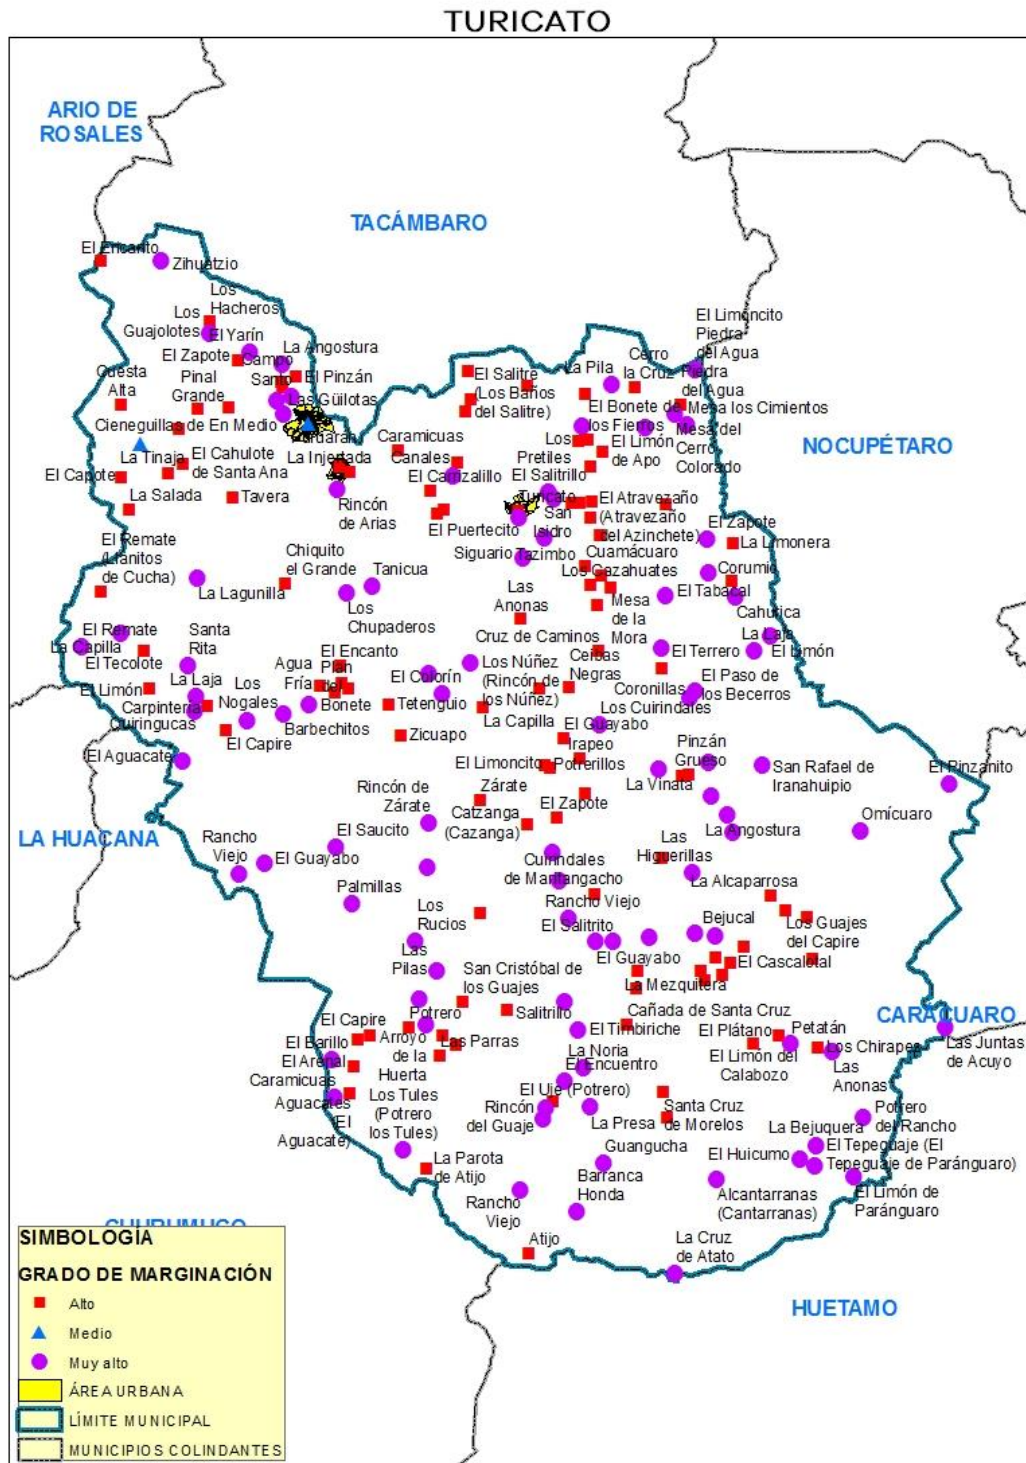 TURICATO
ARIO DE
ROSALES
TACÁMBARO
El Encanto
Zihuatzio
Los
Hacheros
Los
Guajolotes
El Yarín
La Angostura
El Zapote
Campo
Santo
El Pinzán
Cuesta
Alta
Pinal
Grande
Las Güilotas
Cieneguillas de En Medio
La Tinaja
El Cahulote
de Santa Ana
La Injertada
El Capote
La Salada
Tavera
Rincón
de Arias
Caramicuas
Canales
El Carrizalillo
El Salitre
(Los Baños
del Salitre)
La Pila
Cerro
la Cruz
El Limoncito
Piedra
del Agua
Piedra
del Agua
El Bonete de
los Fierros
Mesa los Cimientos
Mesa del
Cerro
Colorado
NOCUPÉTARO
Los
Pretiles
El Limón
de Apo
El Salitrillo
Turicato
San
Isidro
El Atravezaño
(Atravezaño
del Azinchete)
El Puertecito
Siguario
Tazimbo
El Zapote
La Limonera
Cuamácuaro
Los Cazahuates
Corumio
El Remate
(Llanitos
de Cucha)
Chiquito
el Grande
Tanicua
La Lagunilla
Los
Chupaderos
Las
Anonas
Mesa
de la
Mora
El Tabacal
Cahutica
El Remate
La Capilla
Santa
Rita
El Tecolote
El Encanto
Cruz de Caminos
La Laja
El Limón
El Terrero
El Limón
La Laja
Los
Nogales
Agua
Fría
Plan
del
Bonete
El Colorín
Los Núñez
(Rincón de
los Núñez)
Ceibas
Negras
Coronillas
El Paso de
los Becerros
Carpintería
Cuiringucas
El Capire
Barbechitos
Tetenguio
La Capilla
Los Cuirindales
El Guayabo
Zicuapo
El Aguacate
Irapeo
El Limoncito
Potrerillos
Pinzán
Grueso
La Vinata
San Rafael de
Iranahuipio
El Pinzanito
Rincón de
Zárate
Zárate
El Zapote
Catzanga
(Cazanga)
La Angostura
Omícuaro
LA HUACANA
Rancho
Viejo
El Saucito
El Guayabo
Cuirindales
de Maritangacho
Las
Higuerillas
La Alcaparrosa
Palmillas
Rancho Viejo
Los
Rucios
El Salitrito
Bejucal
Los Guajes
del Capire
Las
Pilas
El Guayabo
El Cascalotal
San Cristóbal de
los Guajes
La Mezquitera
Potrero
Salitrillo
Cañada de Santa Cruz
CARÁCUARO
El Capire
El Timbiriche
El Plátano
Petatán
Las Juntas
de Acuyo
El Barillo
Arroyo
de la
Huerta
Las Parras
La Noria
El Limón del
Calabozo
Los Chirapez
El Arenal
El Encuentro
Las
Anonas
Caramicuas
Aguacates
(El
Aguacate)
Los Tules
(Potrero
los Tules)
El Uje (Potrero)
Rincón
del Guaje
La Presa
Santa Cruz
de Morelos
Potrero
del Rancho
La Bejuquera
Guangucha
El Huicumo
El Tepeguaje (El
Tepeguaje de Paránguaro)
La Parota
de Atijo
Barranca
Honda
Alcantarranas
(Cantarranas)
El Limón de
Paránguaro
Rancho
Viejo
Atijo
La Cruz
de Atato
HUETAMO
CHURUMUCO
SIMBOLOGÍA
GRADO DE MARGINACIÓN
Alto
Medio
Muy alto
ÁREA URBANA
LÍMITE MUNICIPAL
MUNICIPIOS COLINDANTES